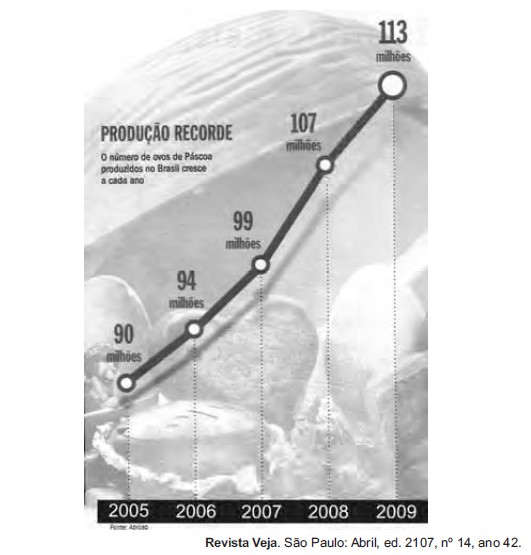 113
milhões
PRODUÇÃO RECORDE
O número de ovos de Páscoa
produzidos no Brasil cresce
a cada ano
107
milhões
99
milhões
94
milhões
90
milhões
2005 2006 2007 2008 2009
Fonte: Abicab
Revista Veja. São Paulo: Abril, ed. 2107, nº 14, ano 42.